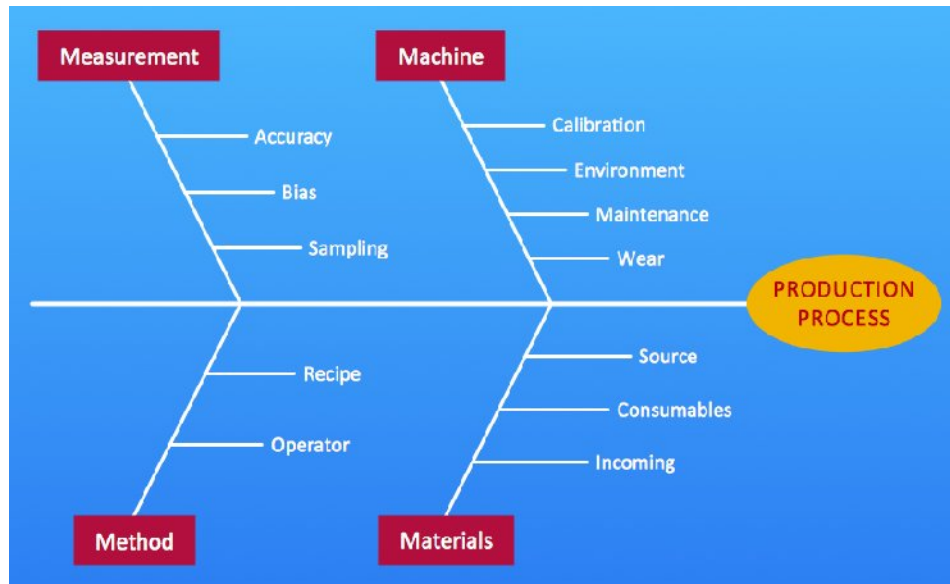 Measurement
Machine
Accuracy
Bias
Sampling
Calibration
Environment
Maintenance
Wear
PRODUCTION
PROCESS
Recipe
Operator
Source
Consumables
Incoming
Method
Materials